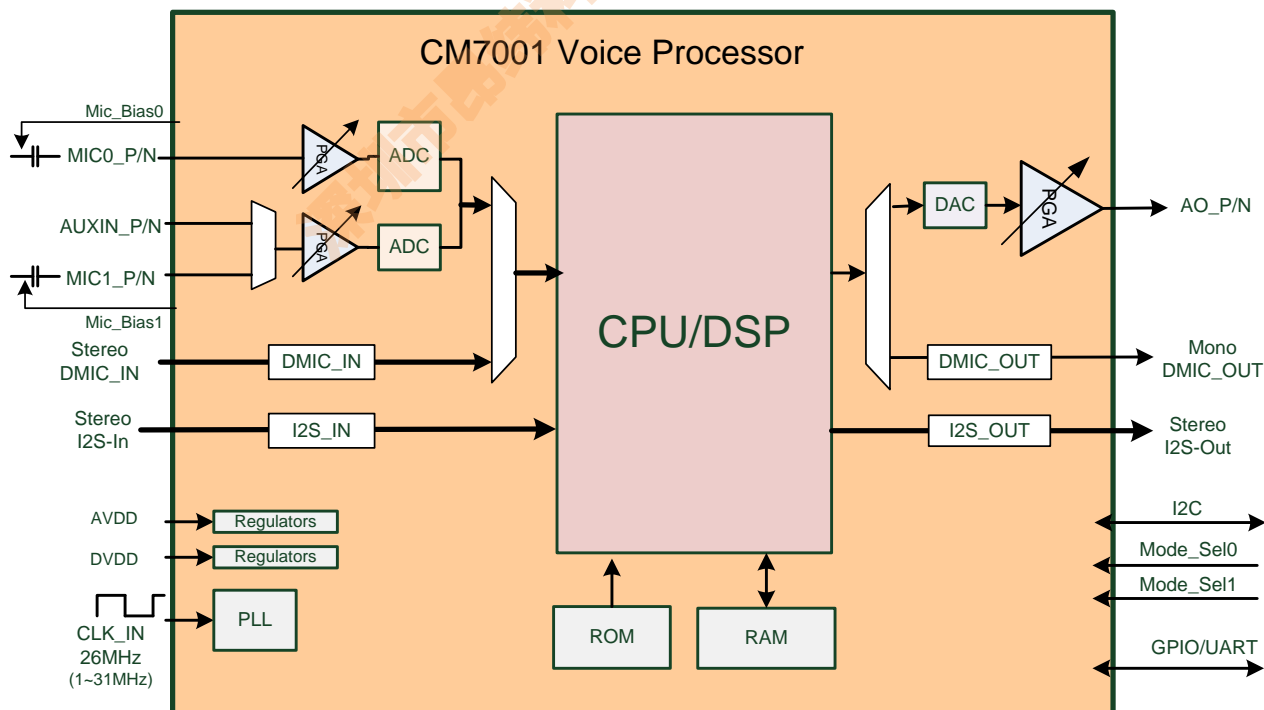 CM7001 Voice Processor
Mic_Bias0
MIC0_P/N
PGA
ADC
AUXIN_P/N
PGA
ADC
MIC1_P/N
Mic_Bias1
Stereo
DMIC_IN
DMIC_IN
Stereo
I2S-In
I2S_IN
CPU/DSP
DAC
PGA
AO_P/N
DMIC_OUT
Mono
DMIC_OUT
I2S_OUT
Stereo
I2S-Out
AVDD
Regulators
DVDD
Regulators
PLL
CLK_IN
26MHz
(1~31MHz)
ROM
RAM
I2C
Mode_Sel0
Mode_Sel1
GPIO/UART